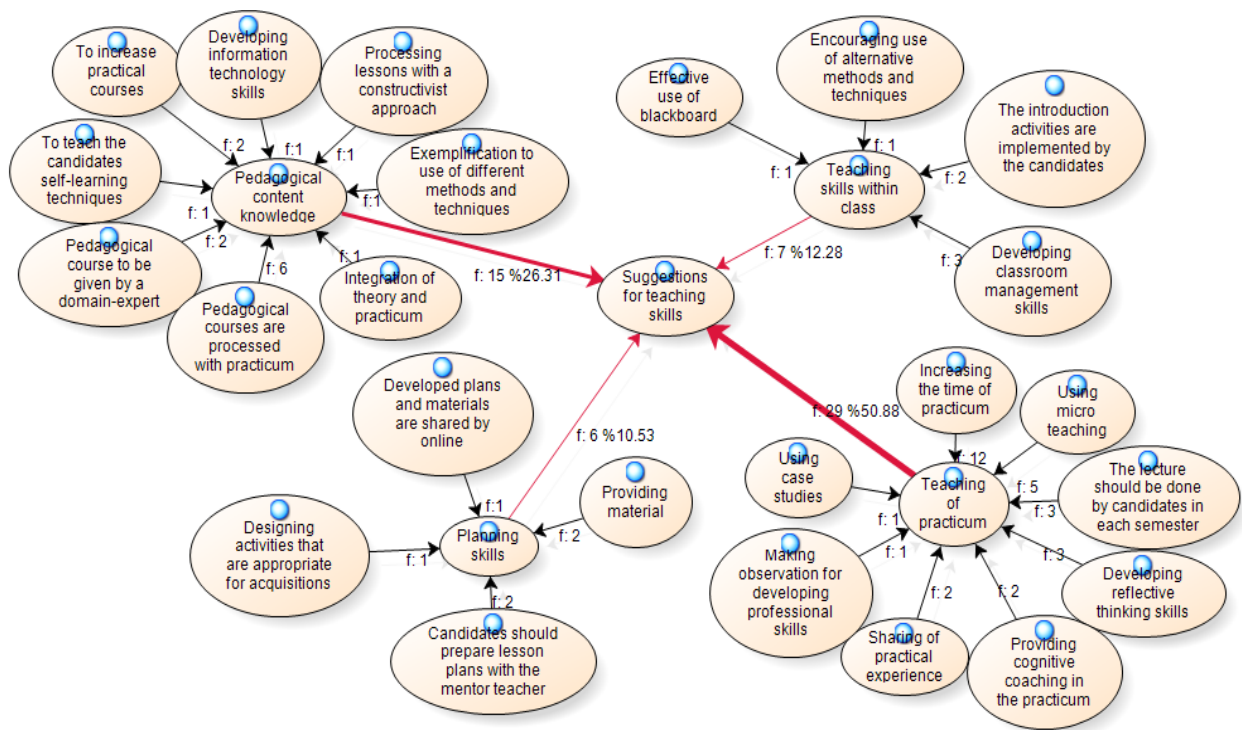 To increase
practical
courses
Developing
information
technology
skills
Processing
lessons with a
constructivist
approach
To teach the
candidates
self-learning
techniques
Exemplification to
use of different
methods and
techniques
Pedagogical
content
knowledge
Pedagogical
course to be
given by a
domain-expert
Pedagogical
courses are
processed
with practicum
Integration of
theory and
practicum
f: 2
f:1
f:1
f:1
f: 1
f: 2
f: 6
f:1
f: 15 %26.31
Effective
use of
blackboard
Encouraging use
of alternative
methods and
techniques
The introduction
activities are
implemented by
the candidates
Teaching
skills within
class
Developing
classroom
management
skills
f: 1
f: 1
f: 2
f: 3
f: 7 %12.28
Suggestions
for teaching
skills
Developed plans
and materials
are shared by
online
Providing
material
Designing
activities that
are appropriate
for acquisitions
Planning
skills
Candidates should
prepare lesson
plans with the
mentor teacher
f:1
f: 2
f: 1
f: 2
f: 6 %10.53
Increasing
the time of
practicum
Using
micro
teaching
Using
case
studies
Teaching
of
practicum
The lecture
should be done
by candidates in
each semester
Making
observation for
developing
professional
skills
Sharing of
practical
experience
Providing
cognitive
coaching in
the practicum
Developing
reflective
thinking skills
f: 12
f: 5
f: 3
f: 3
f: 1
f: 1
f: 2
f: 2
f: 29 %50.88